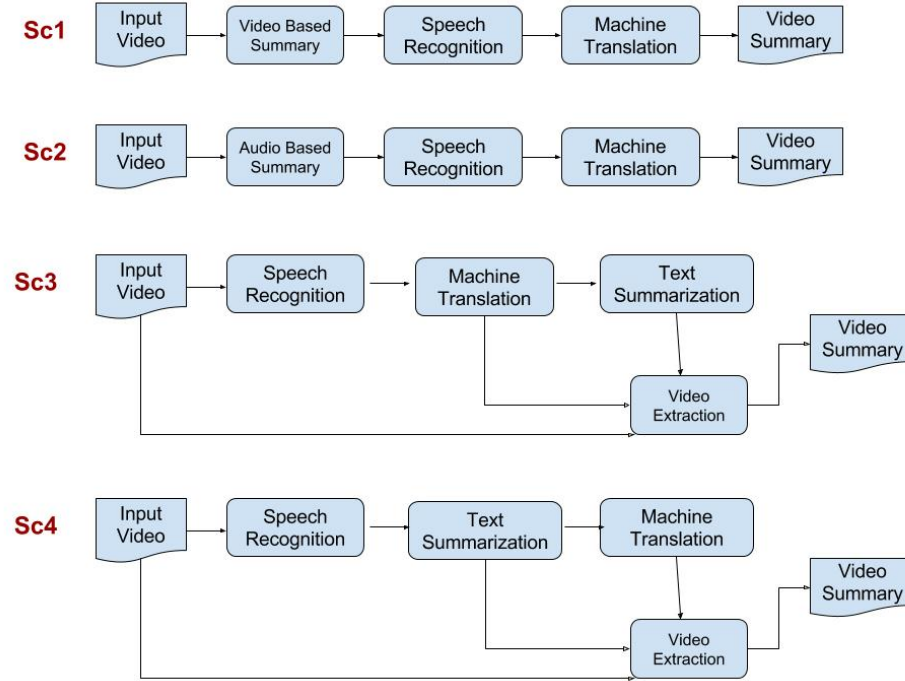 Sc1
Input
Video
Video Based
Summary
Speech
Recognition
Machine
Translation
Video
Summary
Sc2
Input
Video
Audio Based
Summary
Speech
Recognition
Machine
Translation
Video
Summary
Sc3
Input
Video
Speech
Recognition
Machine
Translation
Text
Summarization
Video
Summary
Video
Extraction
Sc4
Input
Video
Speech
Recognition
Text
Summarization
Machine
Translation
Video
Summary
Video
Extraction